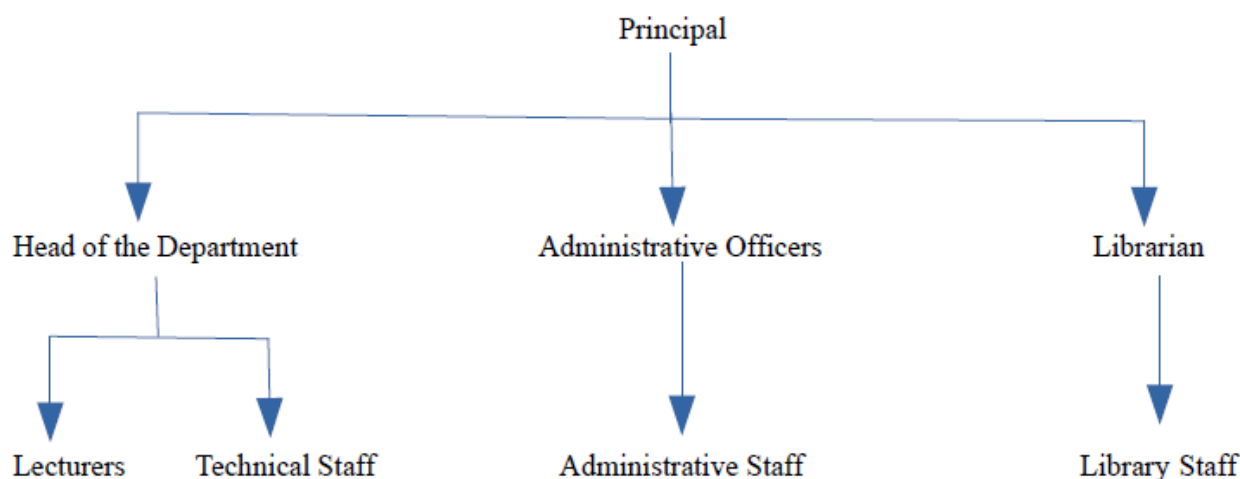 Principal
Head of the Department
Administrative Officers
Librarian
Lecturers
Technical Staff
Administrative Staff
Library Staff